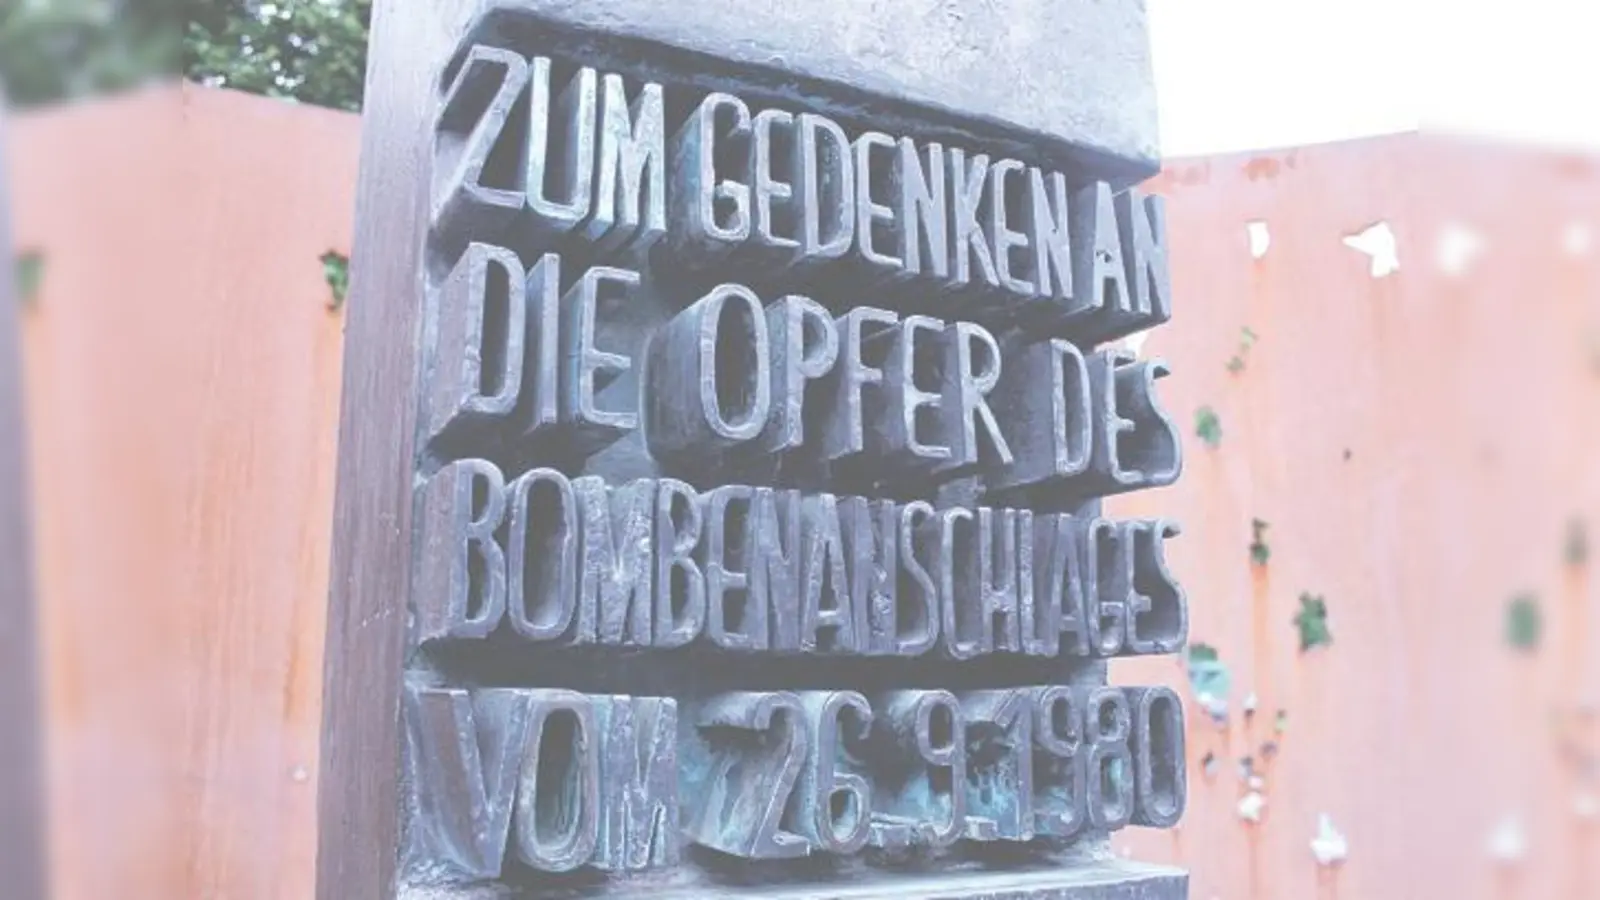 ZUM GEDENKEN AN
DIE OPFER DES
BOMBENANSCHLAGES
VOM 26.9.1980